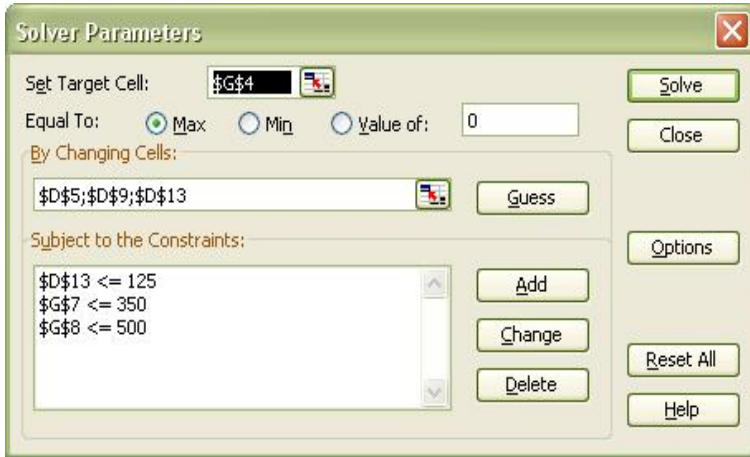 Solver Parameters
Set Target Cell: $G$4 Solve
Equal To: Max Min Value of: 0
Close
By Changing Cells:
$D$5;$D$9;$D$13 Guess
Subject to the Constraints:
Options
$D$13 <= 125
$G$7 <= 350
$G$8 <= 500
Add
Change
Delete
Reset All
Help